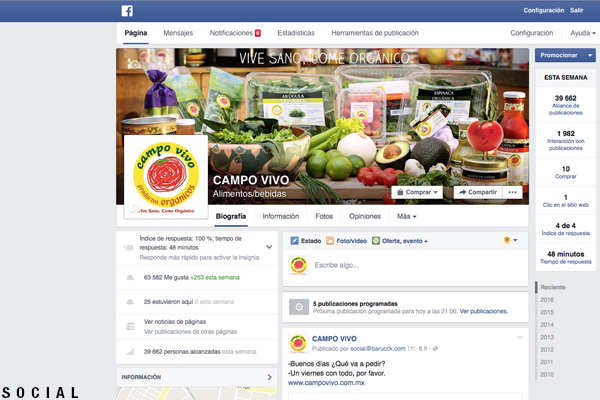 Configuración Salir
Página Mensajes Notificaciones 6 Estadísticas Herramientas de publicación Configuración Ayuda
VIVE SANO, COME ORGÁNICO.
Promocionar
ESTA SEMANA
39 662
Alcance de
publicaciones
1 982
Interacción con
publicaciones
10
Comprar
1
Clic en el sitio web
4 de 4
Índice de respuesta
48 minutos
Tiempo de respuesta
ARÚGULA
ESPINACA
ORGÁNICA
campo vivo
productos orgánicos
Vive Sano, Come Orgánico
CAMPO VIVO
Alimentos/bebidas
Comprar Compartir
Biografía Información Fotos Opiniones Más
Índice de respuesta: 100 %; tiempo de
respuesta: 48 minutos
Responde más rápido para activar la insignia
63 582 Me gusta +253 esta semana
25 estuvieron aquí 0 esta semana
Ver noticias de páginas
Ver publicaciones de otras páginas
39 662 personas alcanzadas esta semana
INFORMACIÓN
Estado Foto/video Oferta, evento +
Escribe algo...
5 publicaciones programadas
Próxima publicación programada para hoy a las 21:00. Ver publicaciones.
CAMPO VIVO
Publicado por social@barucok.com (?) · 8 h ·
-Buenos días ¿Qué va a pedir?
-Un viernes con todo, por favor.
www.campovivo.com.mx
Reciente
2016
2015
2014
2013
2012
2011
2010
SOCIAL